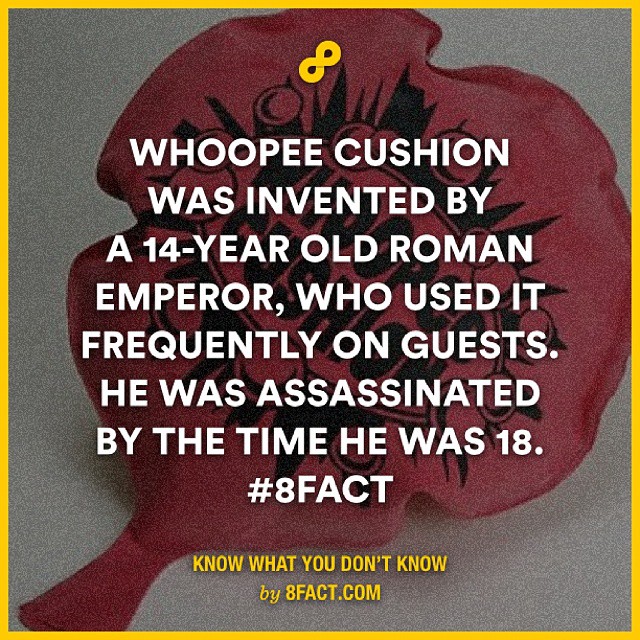 WHOOPEE CUSHION
WAS INVENTED BY
A 14-YEAR OLD ROMAN
EMPEROR, WHO USED IT
FREQUENTLY ON GUESTS.
HE WAS ASSASSINATED
BY THE TIME HE WAS 18.
#8FACT
KNOW WHAT YOU DON'T KNOW
by 8FACT.COM